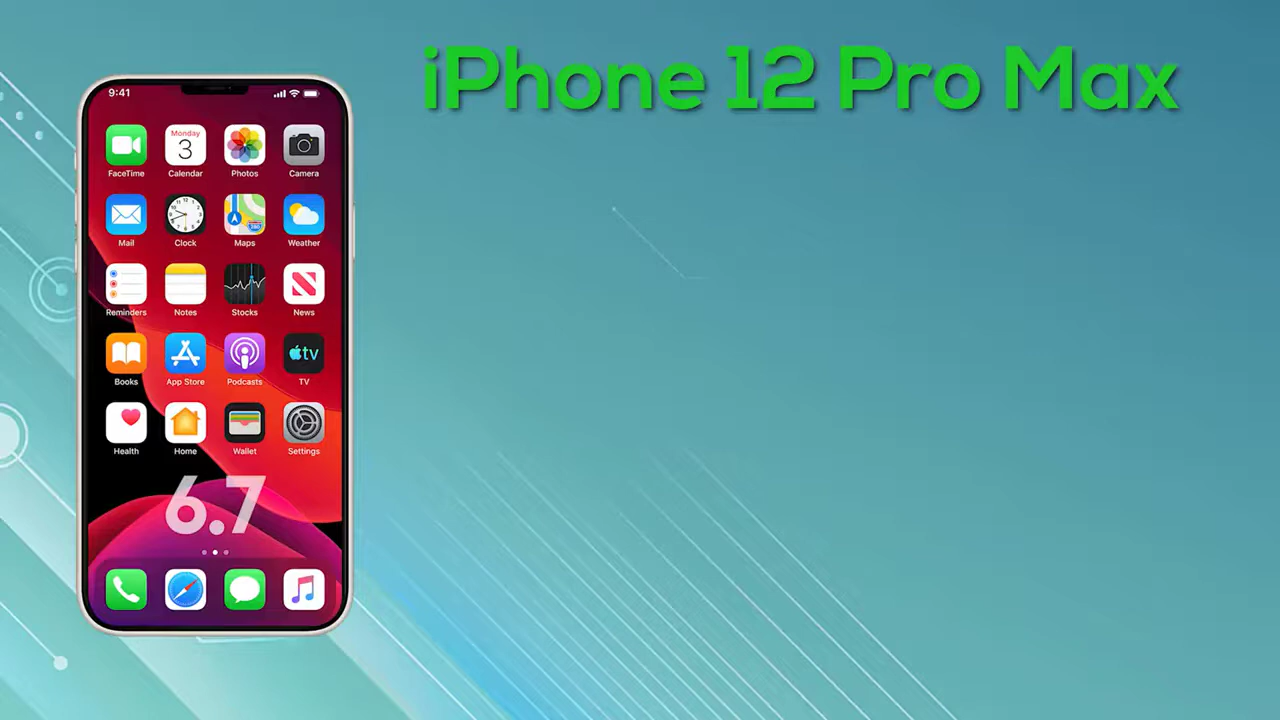 iPhone 12 Pro Max
9:41
FaceTime
Monday
3
Calendar
Photos
Camera
Mail
Clock
Maps
Weather
Reminders
Notes
Stocks
News
Books
App Store
Podcasts
tv
TV
Health
Home
Wallet
Settings
6.7